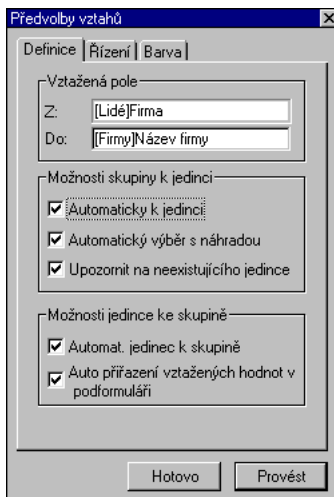 Předvolby vztahů
Definice Řízení Barva
Vztažená pole
Z: [Lidé]Firma
Do: [Firmy]Název firmy
Možnosti skupiny k jedinci
Automaticky k jedinci
Automatický výběr s náhradou
Upozornit na neexistujícího jedince
Možnosti jedince ke skupině
Automat. jedinec k skupině
Auto přiřazení vztažených hodnot v
podformuláři
Hotovo Provést